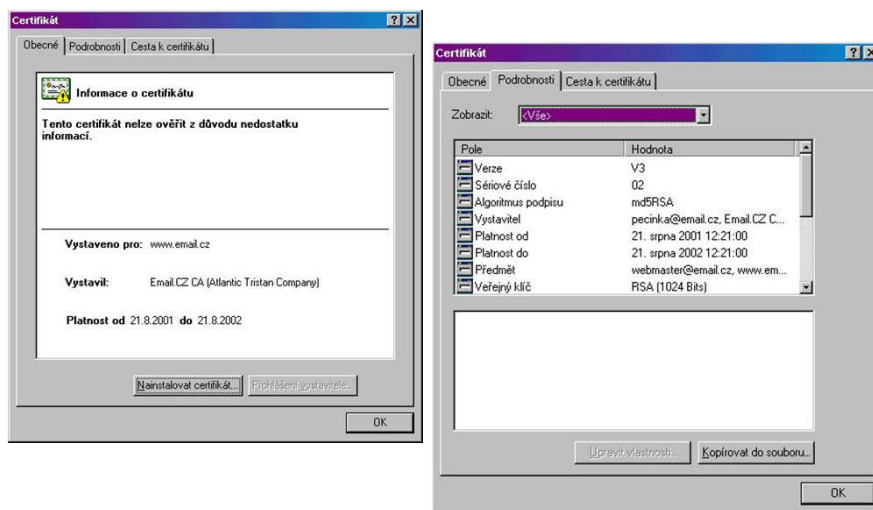 Certifikát
Obecné Podrobnosti Cesta k certifikátu
Informace o certifikátu
Tento certifikát nelze ověřit z důvodu nedostatku
informací.
Vystaveno pro: www.email.cz
Vystavil: Email.CZ CA (Atlantic Tristan Company)
Platnost od 21.8.2001 do 21.8.2002
Nainstalovat certifikát... Prohlášení vystavitele...
OK
Certifikát
Obecné Podrobnosti Cesta k certifikátu
Zobrazit: <Vše>
Pole Hodnota
Verze V3
Sériové číslo 02
Algoritmus podpisu md5RSA
Vystavitel pecinka@email.cz, Email.CZ C...
Platnost od 21. srpna 2001 12:21:00
Platnost do 21. srpna 2002 12:21:00
Předmět webmaster@email.cz, www.em...
Veřejný klíč RSA (1024 Bits)
Upravit vlastnosti... Kopírovat do souboru...
OK